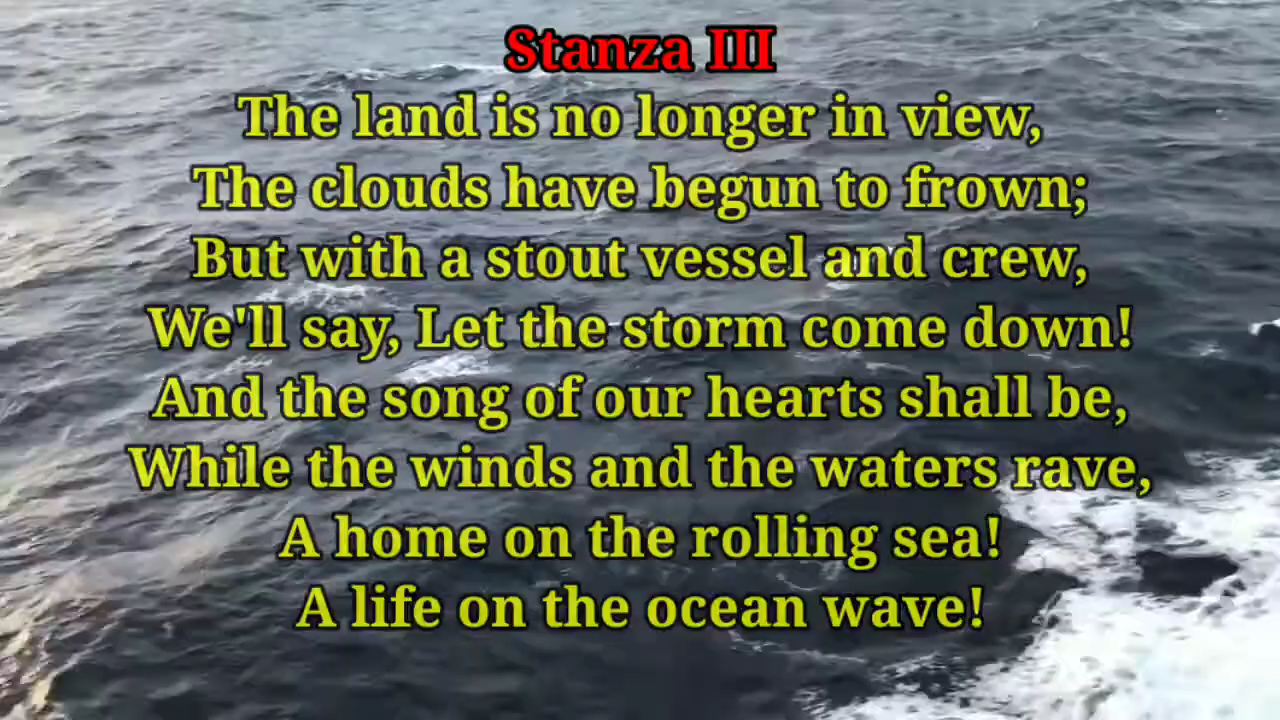 Stanza III
The land is no longer in view,
The clouds have begun to frown;
But with a stout vessel and crew,
We'll say, Let the storm come down!
And the song of our hearts shall be,
While the winds and the waters rave,
A home on the rolling sea!
A life on the ocean wave!